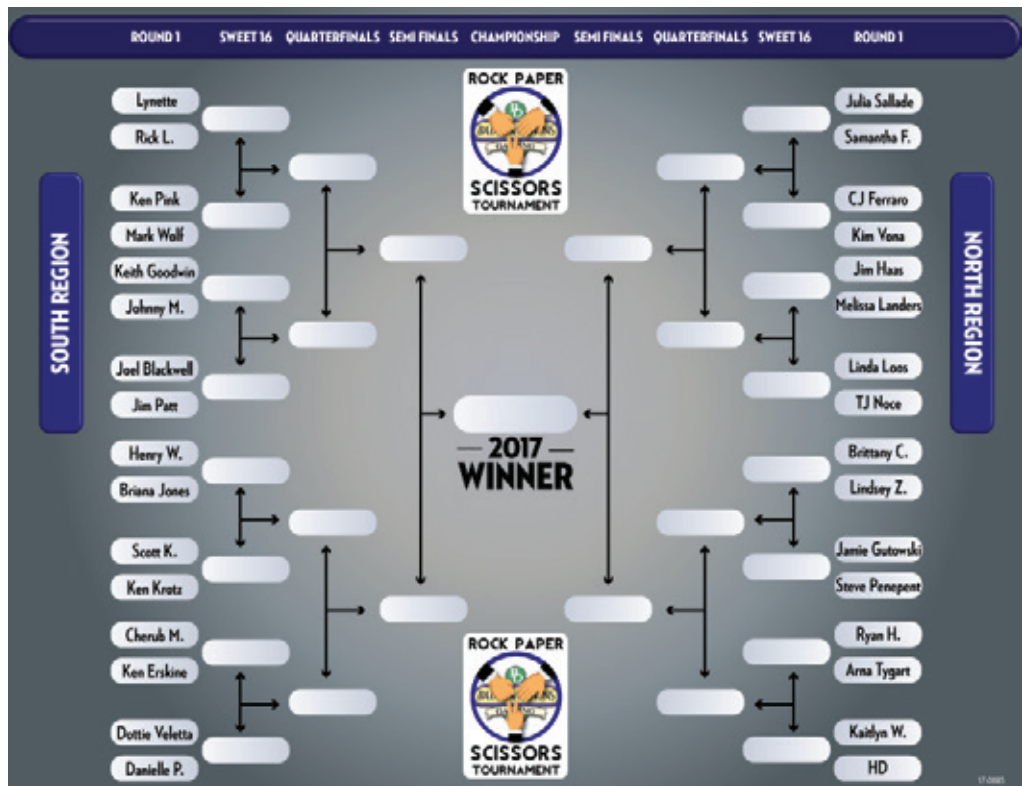 ROUND 1 SWEET 16 QUARTERFINALS SEMI FINALS CHAMPIONSHIP SEMI FINALS QUARTERFINALS SWEET 16 ROUND 1
ROCK PAPER
SCISSORS
TOURNAMENT
SOUTH REGION
Lynette
Rick L.
Ken Pink
Mark Wolf
Keith Goodwin
Johnny M.
Joel Blackwell
Jim Patt
Henry W.
Briana Jones
Scott K.
Ken Krotz
Cherub M.
Ken Erskine
Dottie Veletta
Danielle P.
2017
WINNER
Julia Sallade
Samantha F.
CJ Ferraro
Kim Vona
Jim Haas
Melissa Landers
Linda Loos
TJ Noce
Brittany C.
Lindsey Z.
Jamie Gutowski
Steve Penepent
Ryan H.
Arna Tygart
Kaitlyn W.
HD
NORTH REGION
ROCK PAPER
SCISSORS
TOURNAMENT